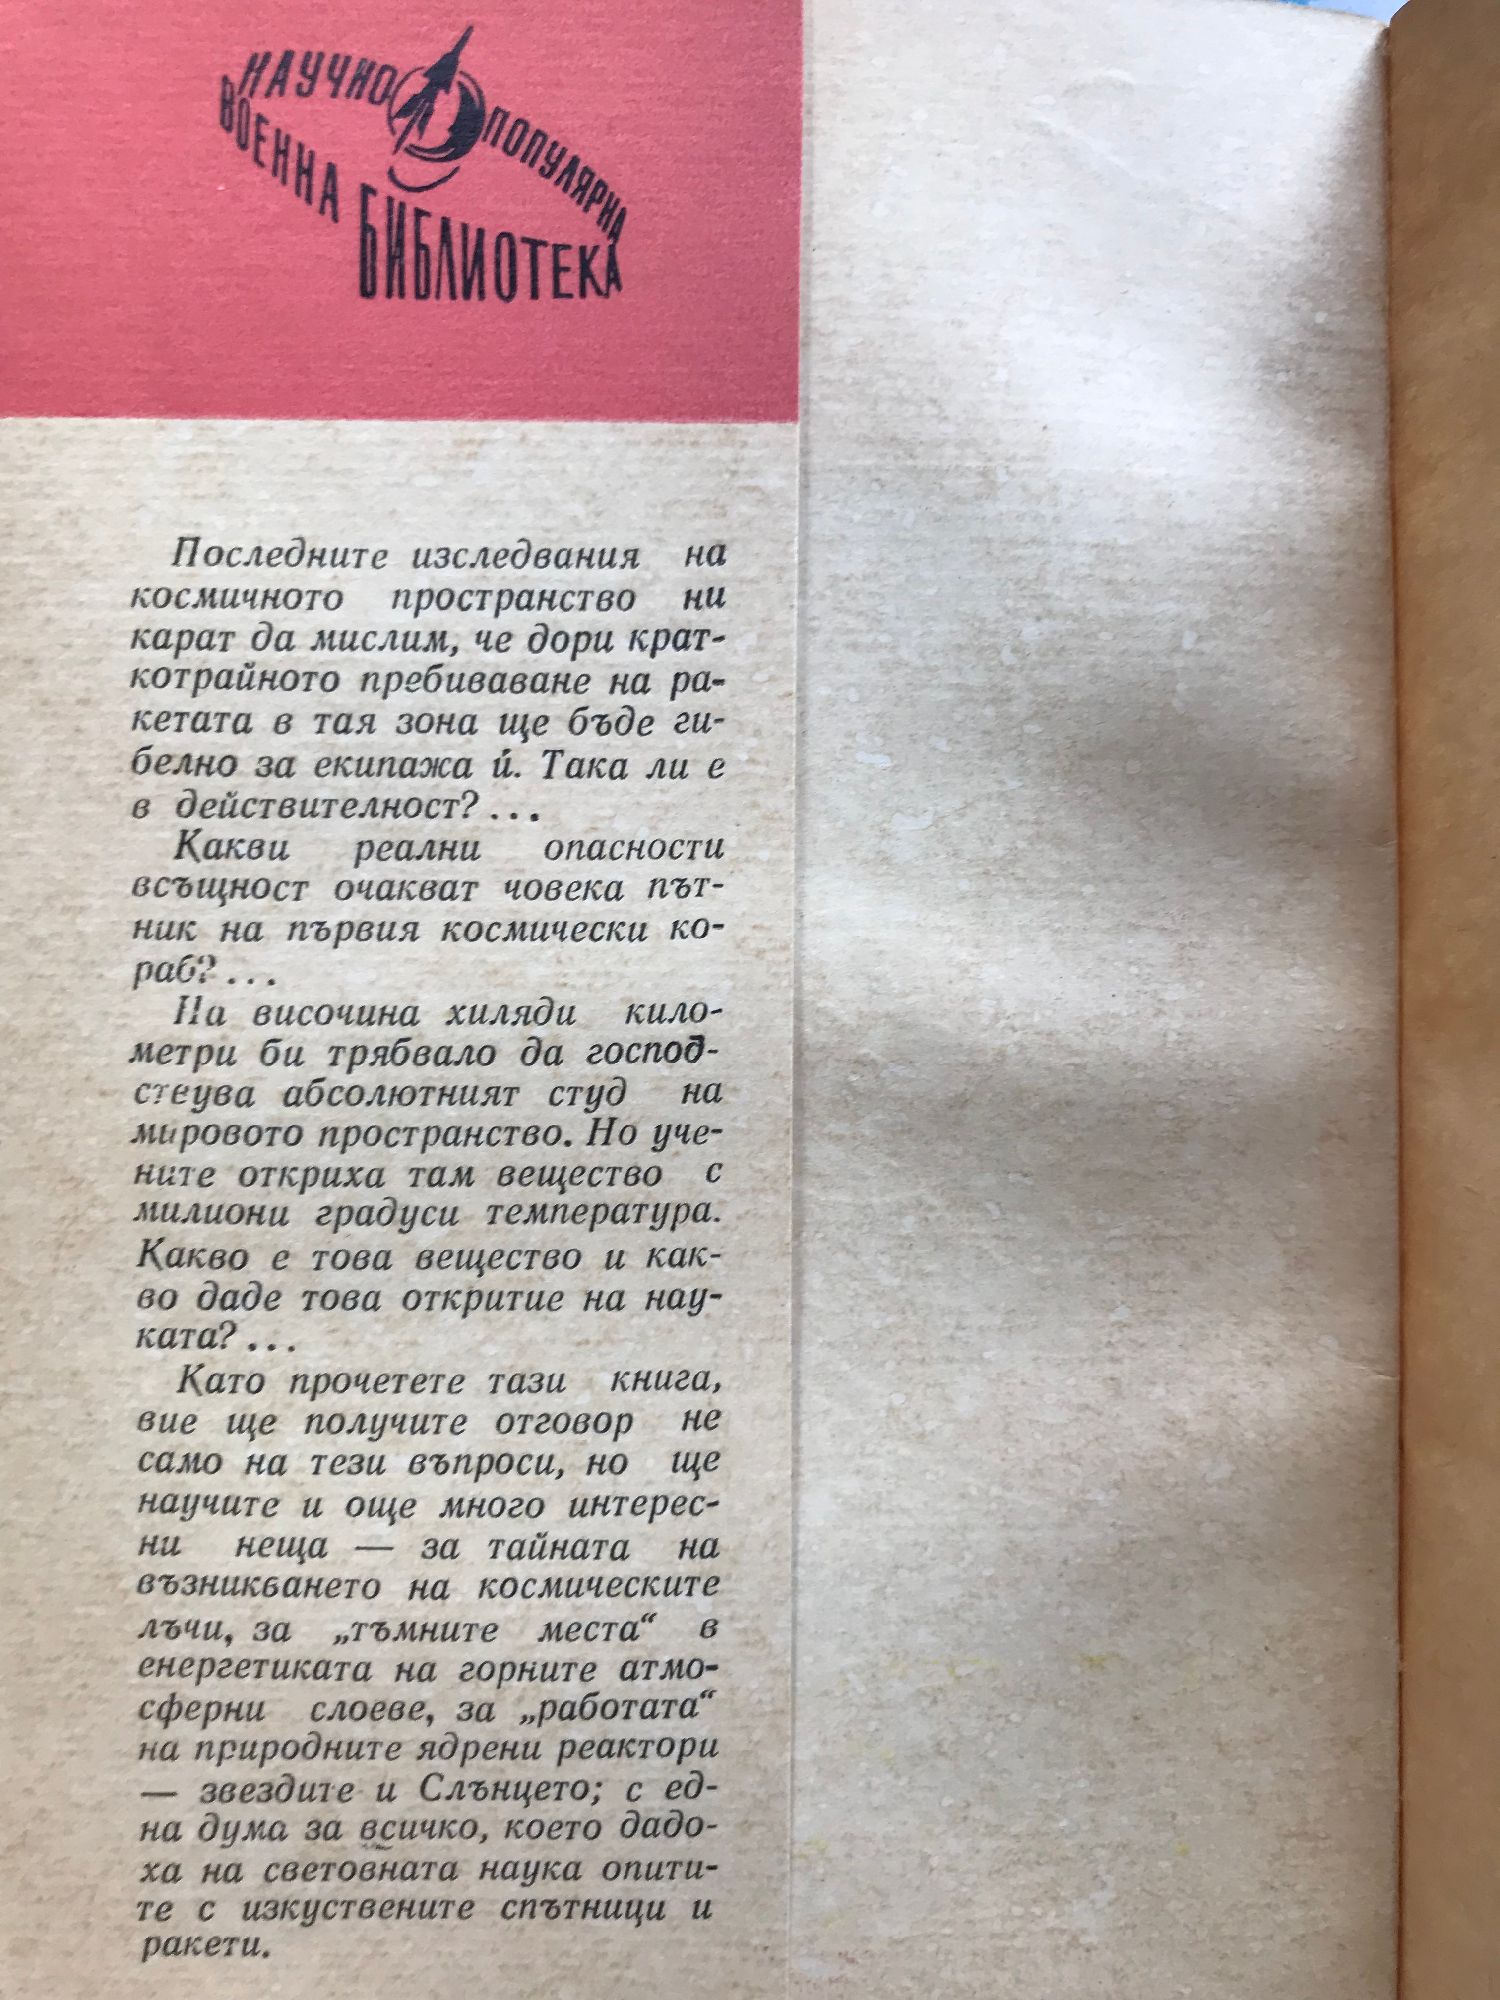 НАУЧНО
ПОПУЛЯРНА
ВОЕННА
БИБЛИОТЕКА
Последните изследвания на
космичното пространство ни
карат да мислим, че дори крат-
котрайното пребиваване на ра-
кетата в тая зона ще бъде ги-
белно за екипажа ѝ. Така ли е
в действителност?...
Какви реални опасности
всъщност очакват човека път-
ник на първия космически ко-
раб?...
На височина хиляди кило-
метри би трябвало да господ-
стеува абсолютният студ на
мировото пространство. Но уче-
ните откриха там вещество с
милиони градуси температура.
Какво е това вещество и как-
во даде това откритие на нау-
ката?...
Като прочетете тази книга,
вие ще получите отговор не
само на тези въпроси, но ще
научите и още много интерес-
ни неща — за тайната на
възникването на космическите
лъчи, за „тъмните места“ в
енергетиката на горните атмо-
сферни слоеве, за „работата“
на природните ядрени реактори
— звездите и Слънцето; с ед-
на дума за всичко, което дадо-
ха на световната наука опити-
те с изкуствените спътници и
ракети.